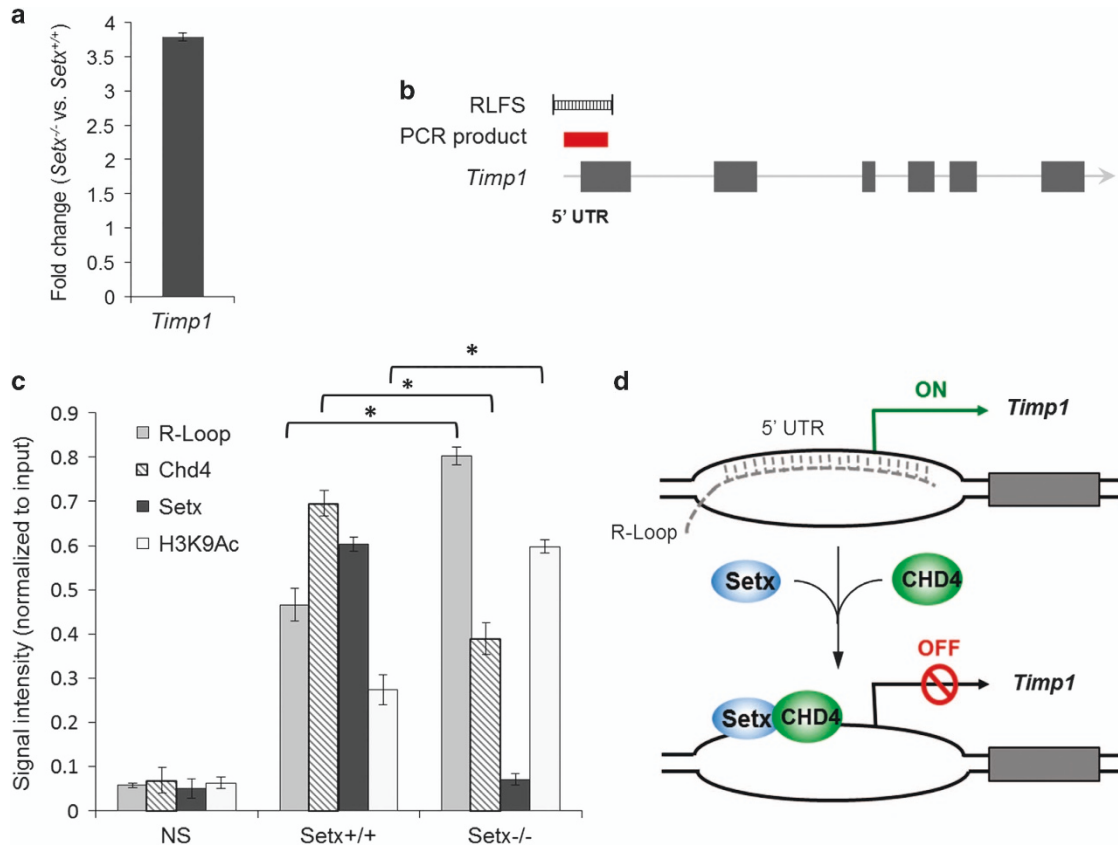 a
Fold change (Setx-/- vs. Setx+/+)
4
3.5
3
2.5
2
1.5
1
0.5
0
Timp1
b
RLFS
PCR product
Timp1
5' UTR
c
Signal intensity (normalized to input)
0.9
0.8
0.7
0.6
0.5
0.4
0.3
0.2
0.1
0
R-Loop
Chd4
Setx
H3K9Ac
*
*
*
NS
Setx+/+
Setx-/-
d
ON
Timp1
5' UTR
R-Loop
Setx
CHD4
OFF
Timp1
Setx
CHD4